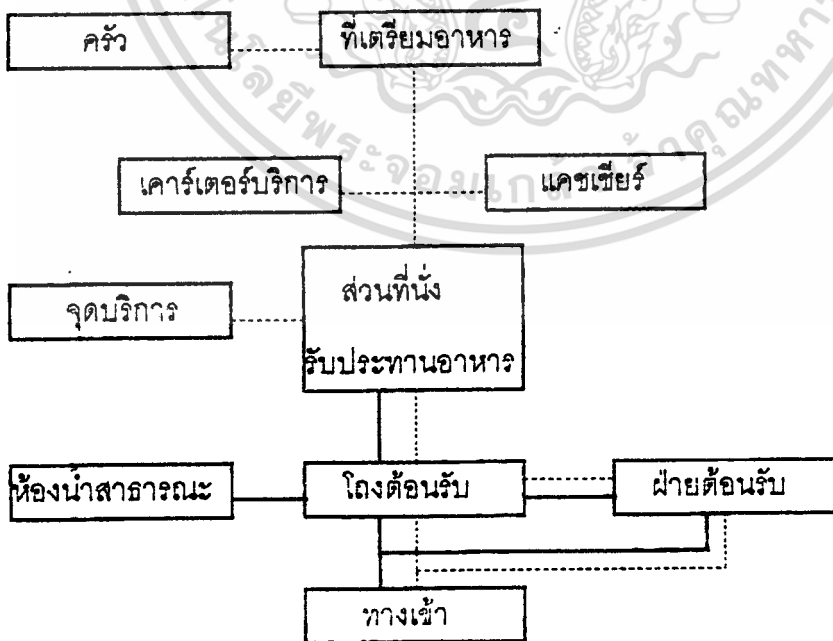 ครัว
ที่เตรียมอาหาร
เคาร์เตอร์บริการ
แคชเชียร์
ส่วนที่นั่ง
รับประทานอาหาร
จุดบริการ
ห้องน้ำสาธารณะ
โถงต้อนรับ
ฝ่ายต้อนรับ
ทางเข้า